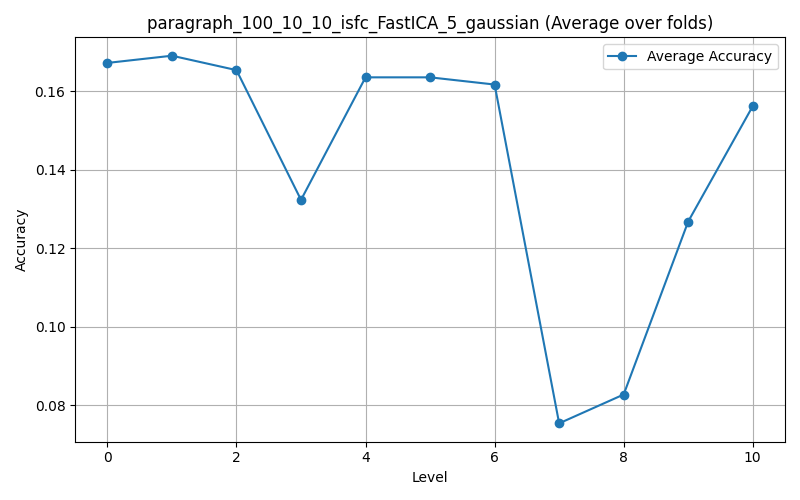 paragraph_100_10_10_isfc_FastICA_5_gaussian (Average over folds)
Average Accuracy
Accuracy
0.16
0.14
0.12
0.10
0.08
0 2 4 6 8 10
Level